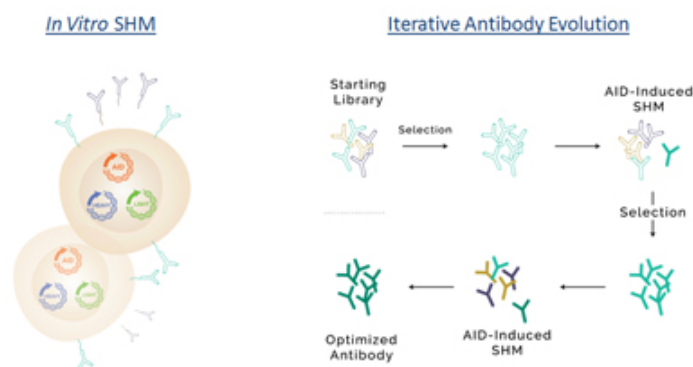 In Vitro SHM
Iterative Antibody Evolution
Starting
Library
Selection
AID-Induced
SHM
Selection
AID
HEAVY
LIGHT
AID
HEAVY
LIGHT
Optimized
Antibody
AID-Induced
SHM